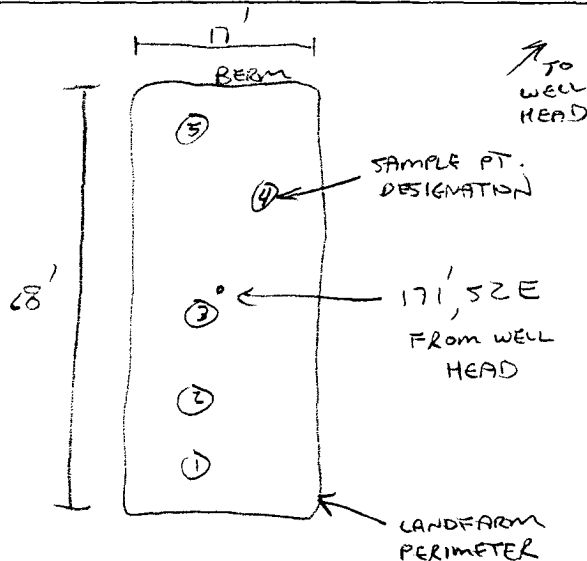 17'
BERM
TO
WELL
HEAD
5
SAMPLE PT.
DESIGNATION
4
68'
3
171', S2E
FROM WELL
HEAD
2
1
LANDFARM
PERIMETER